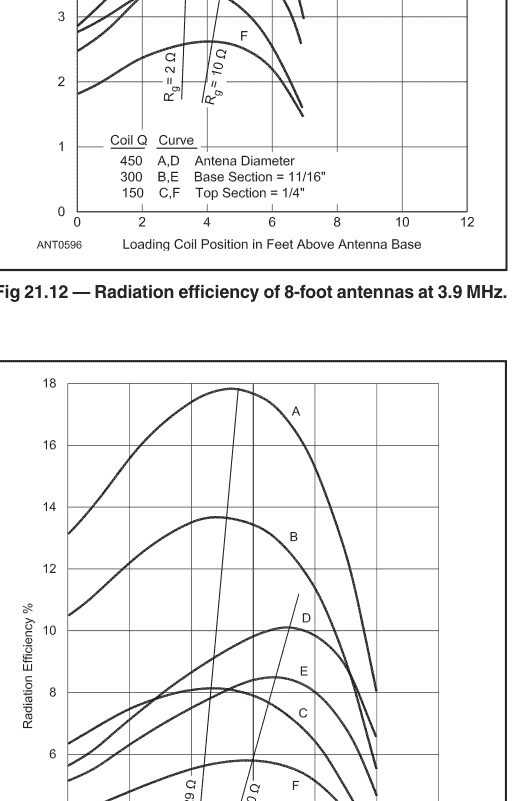 3
F
2
R_g = 2 Ω
R_g = 10 Ω
Coil Q Curve
1
450 A,D Antena Diameter
300 B,E Base Section = 11/16"
150 C,F Top Section = 1/4"
0
0 2 4 6 8 10 12
ANT0596 Loading Coil Position in Feet Above Antenna Base
Fig 21.12 — Radiation efficiency of 8-foot antennas at 3.9 MHz.
18
A
16
14
B
12
D
10
E
8
C
6
F
Radiation Efficiency %
9 Ω
0 Ω